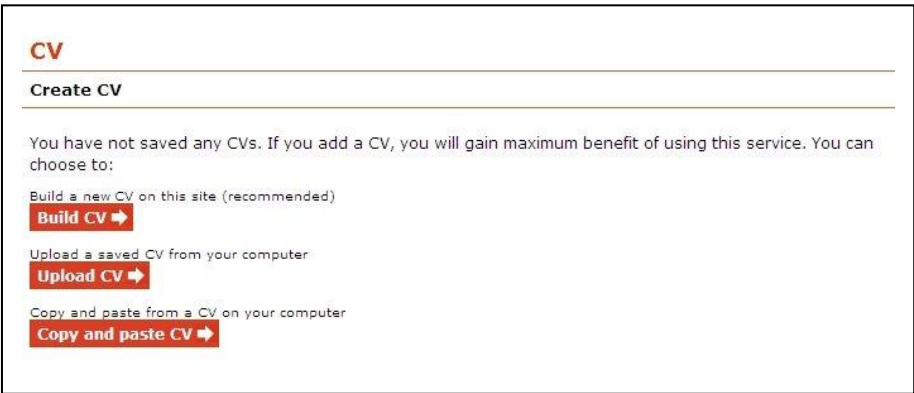 CV
Create CV
You have not saved any CVs. If you add a CV, you will gain maximum benefit of using this service. You can
choose to:
Build a new CV on this site (recommended)
Build CV
Upload a saved CV from your computer
Upload CV
Copy and paste from a CV on your computer
Copy and paste CV